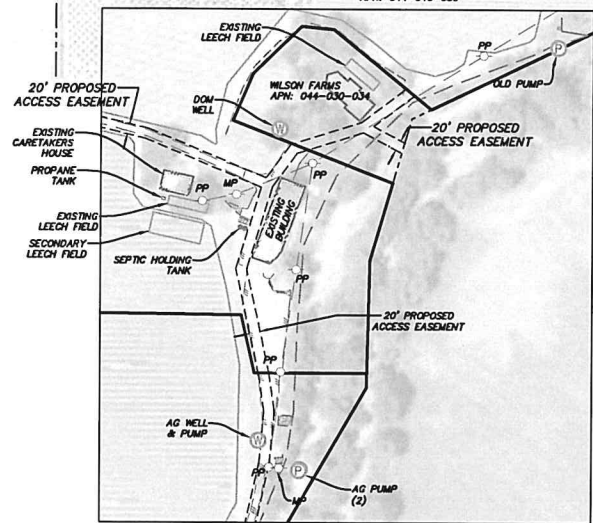 EXISTING
LEECH FIELD
PP
P
OLD PUMP
20' PROPOSED
ACCESS EASEMENT
WILSON FARMS
APN: 044-030-034
DOM
WELL
W
20' PROPOSED
ACCESS EASEMENT
EXISTING
CARETAKERS
HOUSE
PROPANE
TANK
PP
MP
PP
EXISTING
LEECH FIELD
SECONDARY
LEECH FIELD
EXISTING
BUILDING
SEPTIC HOLDING
TANK
PP
20' PROPOSED
ACCESS EASEMENT
PP
AG WELL
& PUMP
W
PP
P
AG PUMP
(2)
MP